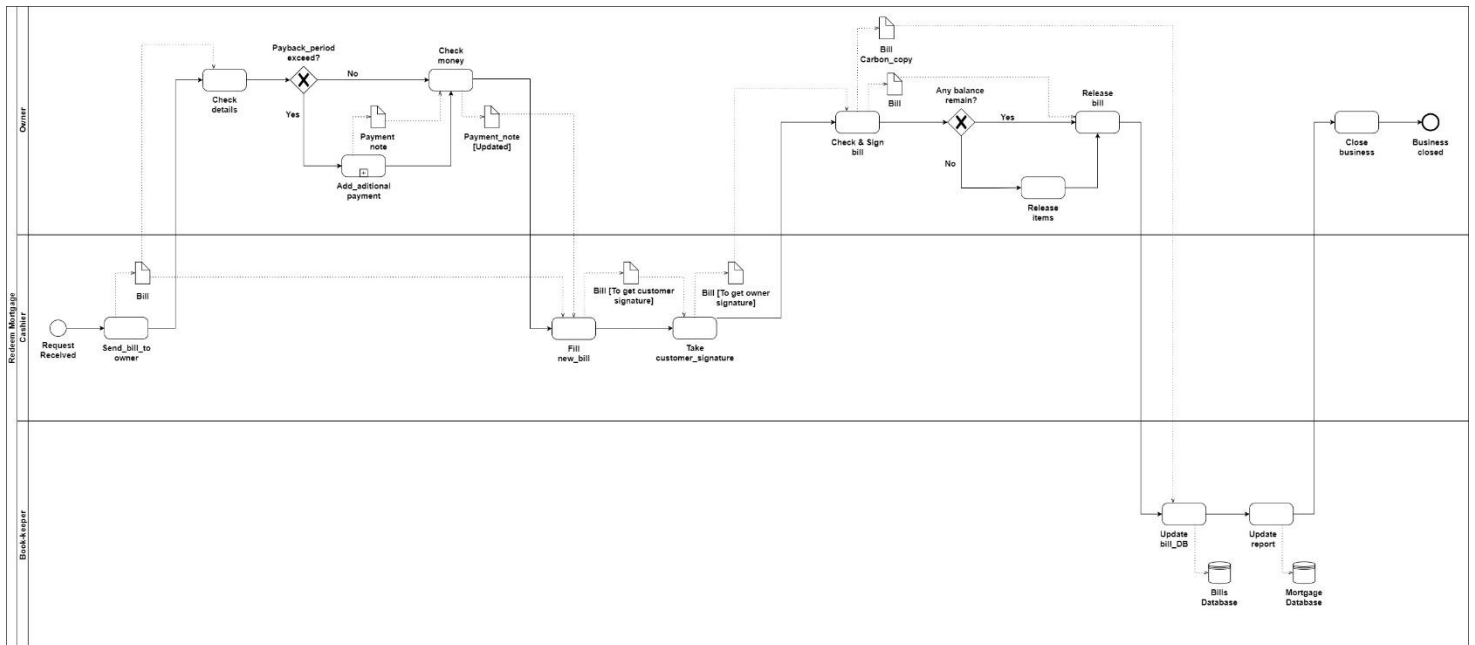 Redeem Mortgage
Owner
Payback_period
exceed?
No
Yes
Check
details
Check
money
Payment
note
Payment_note
[Updated]
Add_aditional
payment
Bill
Carbon_copy
Bill
Any balance
remain?
Yes
No
Release
bill
Check & Sign
bill
Release
items
Close
business
Business
closed
Cashier
Request
Received
Send_bill_to
owner
Bill
Bill [To get customer
signature]
Bill [To get owner
signature]
Fill
new_bill
Take
customer_signature
Book-keeper
Update
bill_DB
Update
report
Bills
Database
Mortgage
Database